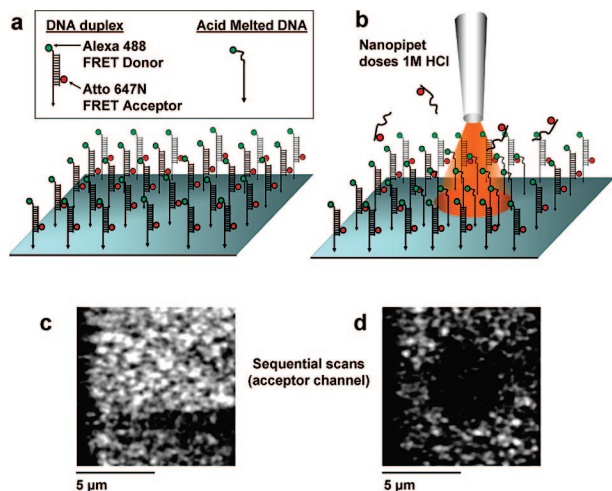 a
DNA duplex
Alexa 488
FRET Donor
Atto 647N
FRET Acceptor
Acid Melted DNA
b
Nanopipet
doses 1M HCl
c
Sequential scans
(acceptor channel)
d
5 µm
5 µm